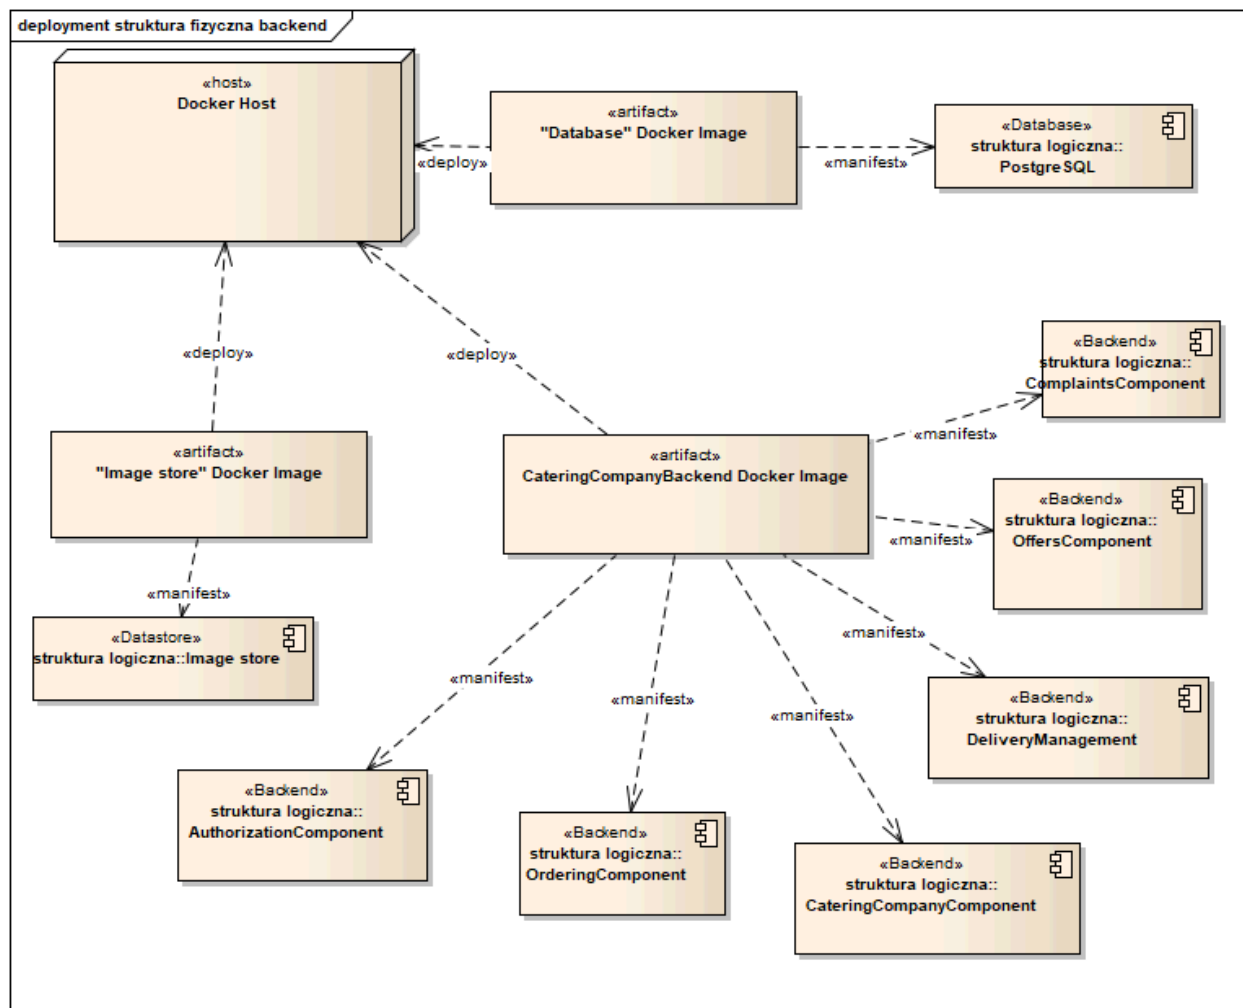 deployment struktura fizyczna backend
«host»
Docker Host
«artifact»
"Database" Docker Image
«deploy»
«manifest»
«Database»
struktura logiczna::
PostgreSQL
«deploy»
«deploy»
«Backend»
struktura logiczna::
ComplaintsComponent
«manifest»
«artifact»
"Image store" Docker Image
«artifact»
CateringCompanyBackend Docker Image
«Backend»
struktura logiczna::
OffersComponent
«manifest»
«manifest»
«Datastore»
struktura logiczna::Image store
«manifest»
«manifest»
«manifest»
«manifest»
«Backend»
struktura logiczna::
DeliveryManagement
«Backend»
struktura logiczna::
AuthorizationComponent
«Backend»
struktura logiczna::
OrderingComponent
«Backend»
struktura logiczna::
CateringCompanyComponent